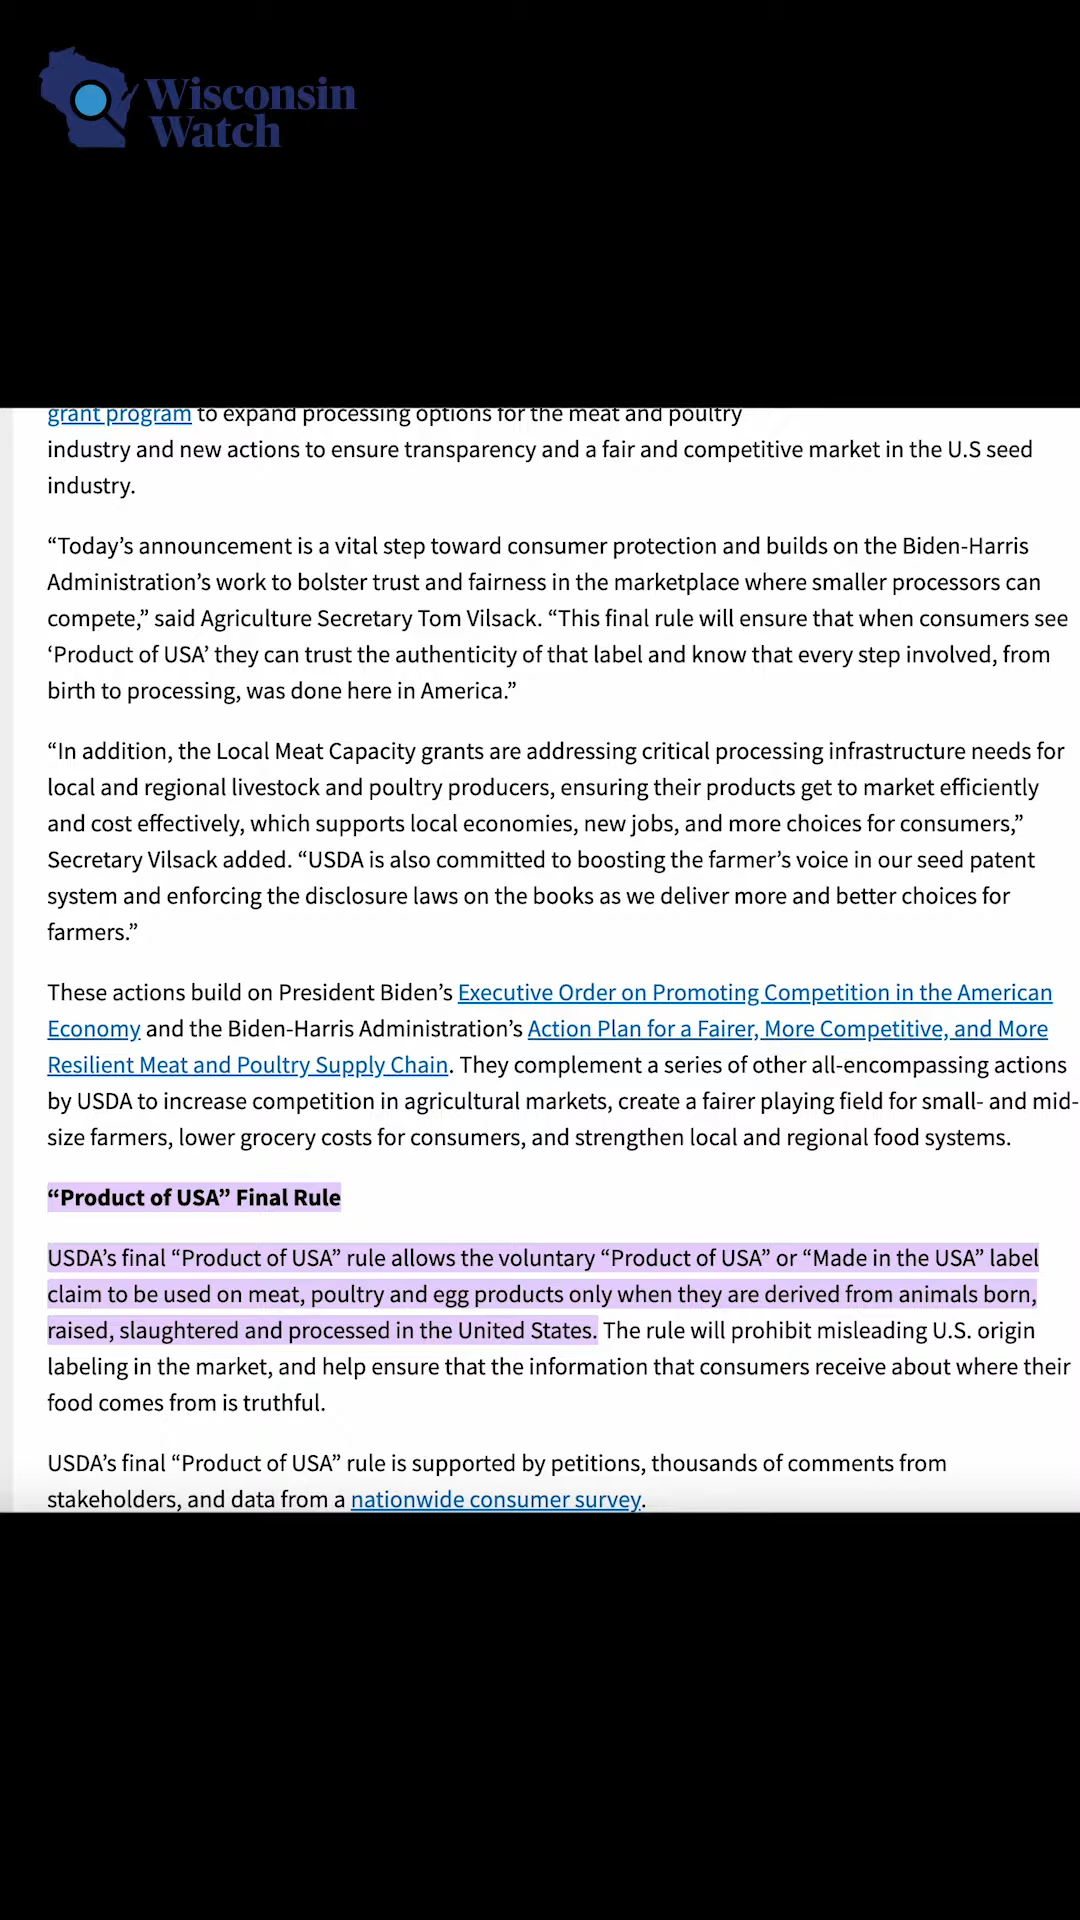 Wisconsin
Watch
grant program to expand processing options for the meat and poultry
industry and new actions to ensure transparency and a fair and competitive market in the U.S seed
industry.
“Today’s announcement is a vital step toward consumer protection and builds on the Biden-Harris
Administration’s work to bolster trust and fairness in the marketplace where smaller processors can
compete,” said Agriculture Secretary Tom Vilsack. “This final rule will ensure that when consumers see
‘Product of USA’ they can trust the authenticity of that label and know that every step involved, from
birth to processing, was done here in America.”
“In addition, the Local Meat Capacity grants are addressing critical processing infrastructure needs for
local and regional livestock and poultry producers, ensuring their products get to market efficiently
and cost effectively, which supports local economies, new jobs, and more choices for consumers,”
Secretary Vilsack added. “USDA is also committed to boosting the farmer’s voice in our seed patent
system and enforcing the disclosure laws on the books as we deliver more and better choices for
farmers.”
These actions build on President Biden’s Executive Order on Promoting Competition in the American
Economy and the Biden-Harris Administration’s Action Plan for a Fairer, More Competitive, and More
Resilient Meat and Poultry Supply Chain. They complement a series of other all-encompassing actions
by USDA to increase competition in agricultural markets, create a fairer playing field for small- and mid-
size farmers, lower grocery costs for consumers, and strengthen local and regional food systems.
“Product of USA” Final Rule
USDA’s final “Product of USA” rule allows the voluntary “Product of USA” or “Made in the USA” label
claim to be used on meat, poultry and egg products only when they are derived from animals born,
raised, slaughtered and processed in the United States. The rule will prohibit misleading U.S. origin
labeling in the market, and help ensure that the information that consumers receive about where their
food comes from is truthful.
USDA’s final “Product of USA” rule is supported by petitions, thousands of comments from
stakeholders, and data from a nationwide consumer survey.